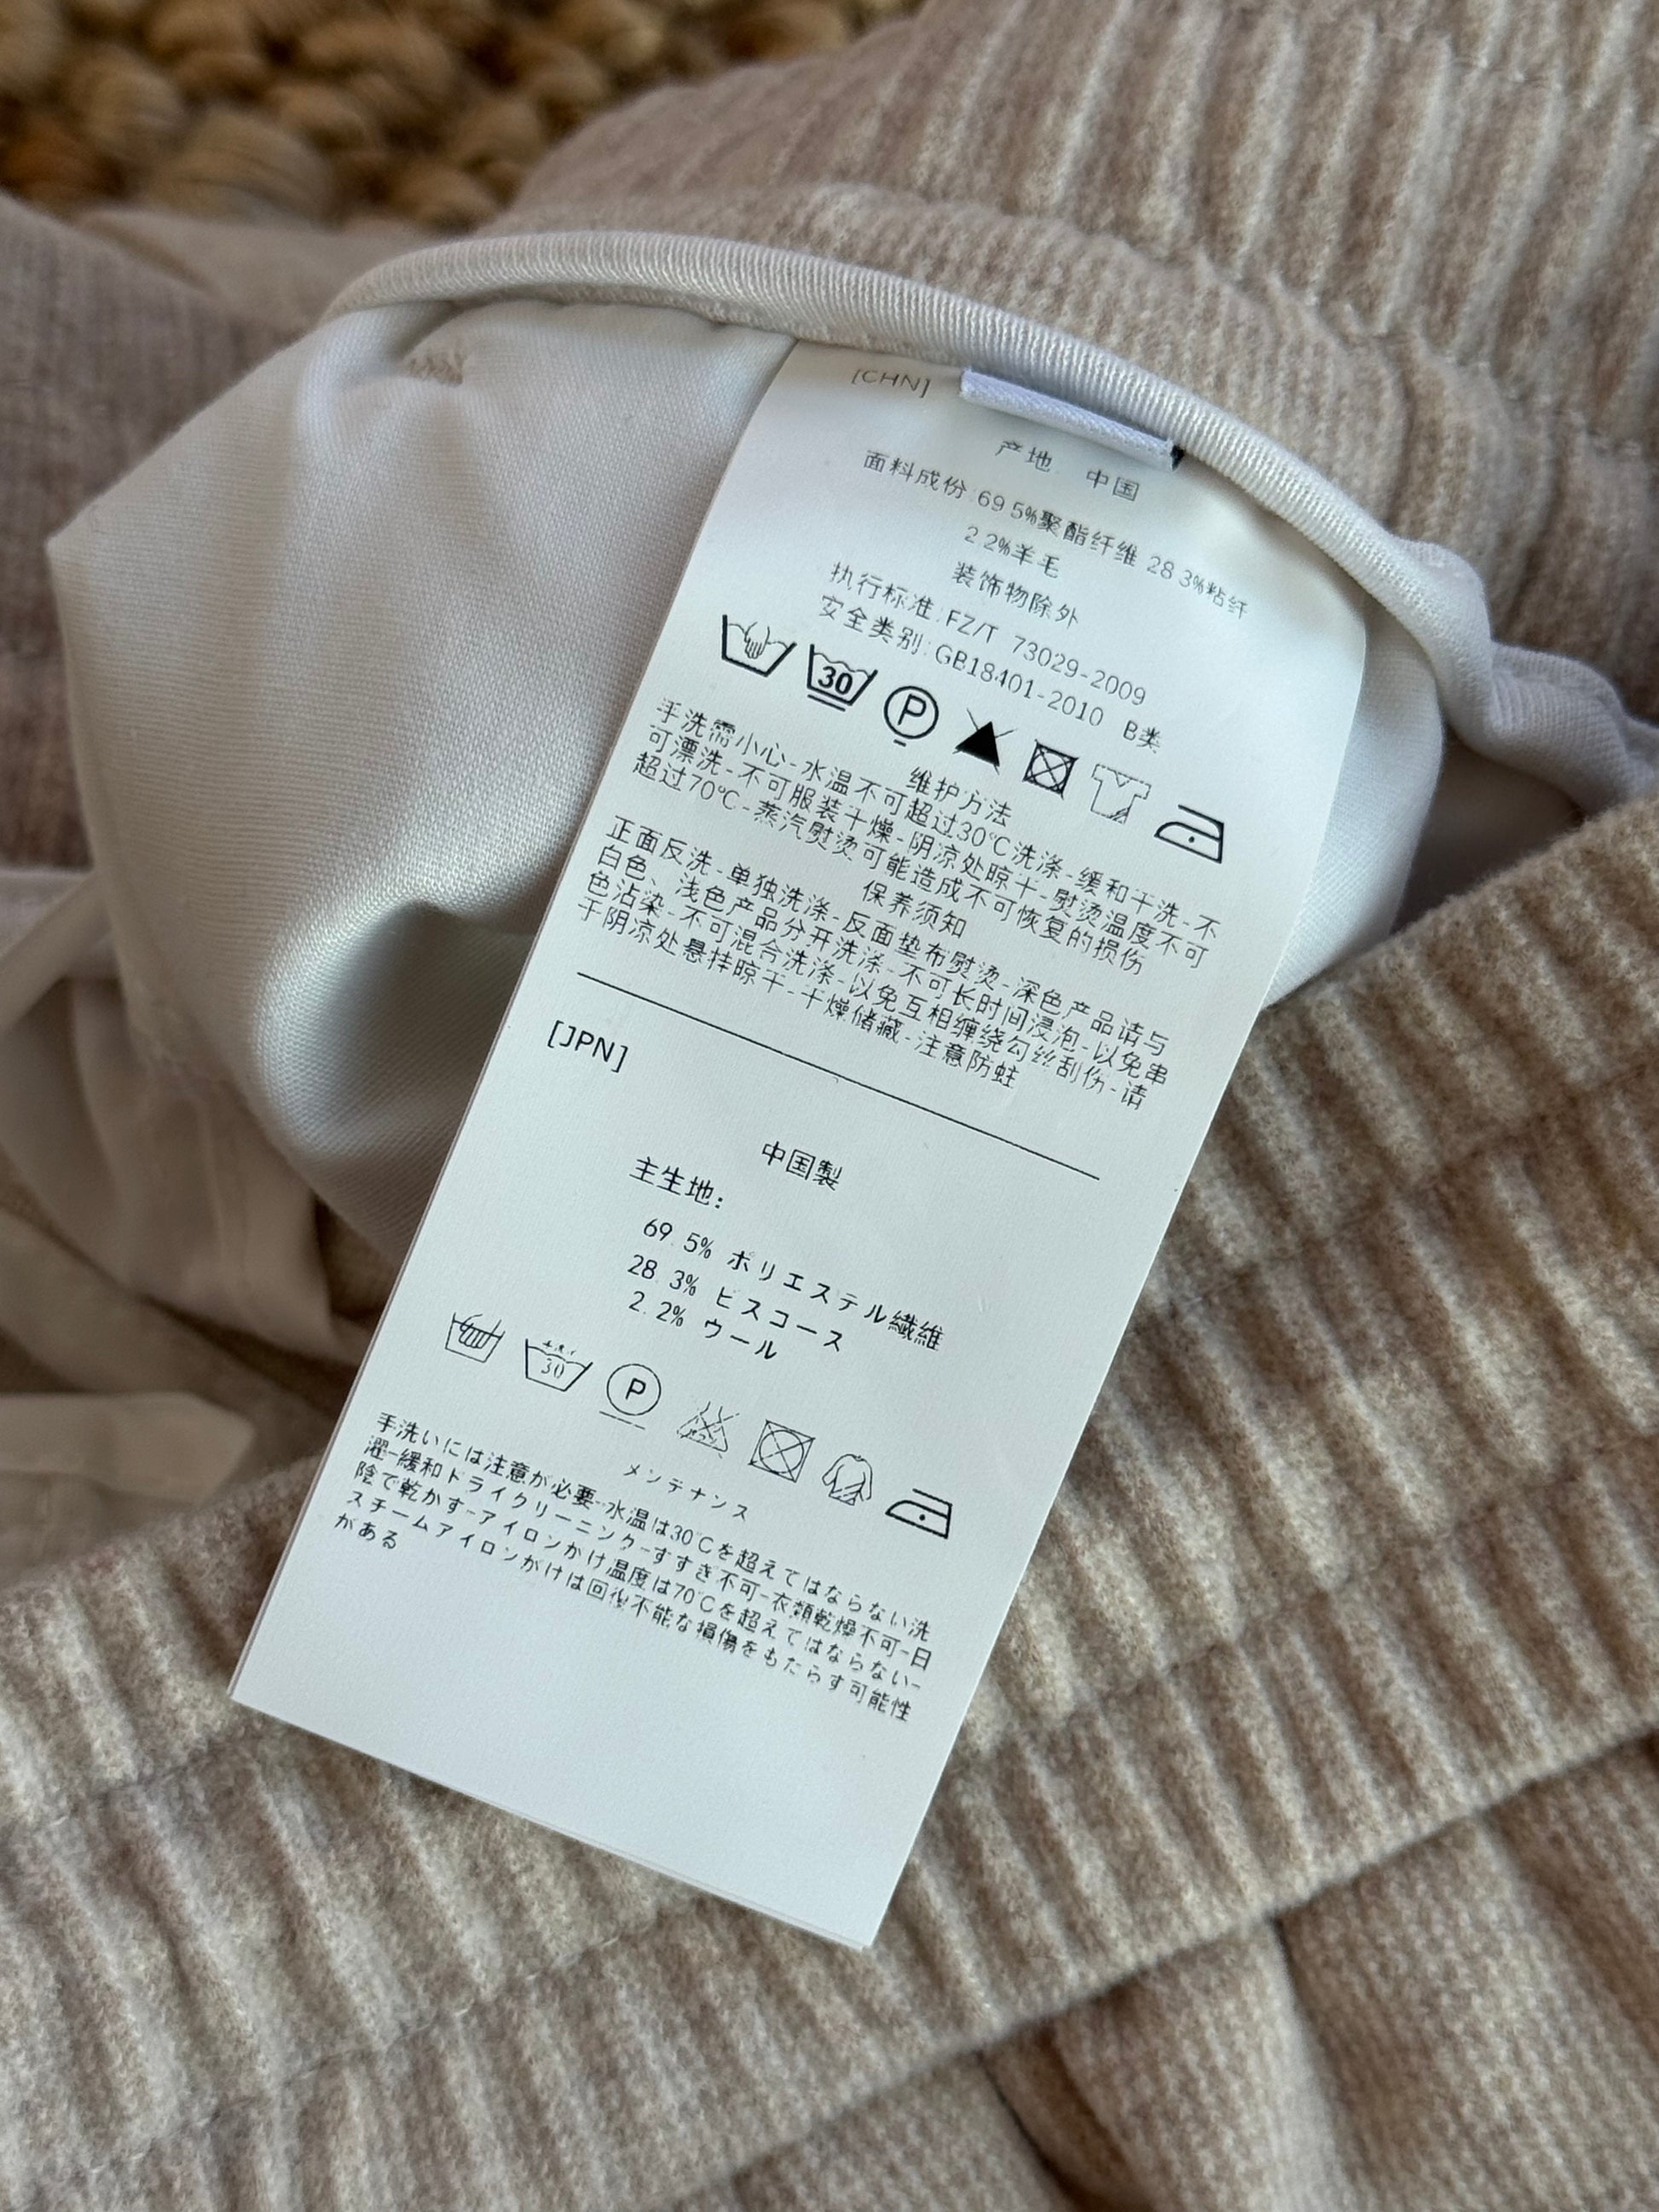 [CHN]
产地 中国
面料成份 69 5%聚酯纤维 28 3%粘纤
2 2%羊毛
装饰物除外
执行标准:FZ/T 73029-2009
安全类别:GB18401-2010 B类
30
P
维护方法
手洗需小心-水温不可超过30℃洗涤-缓和干洗-不
可漂洗-不可服装干燥-阴凉处晾干-熨烫温度不可
超过70℃-蒸汽熨烫可能造成不可恢复的损伤
保养须知
正面反洗-单独洗涤-反面垫布熨烫-深色产品请与
白色、浅色产品分开洗涤-不可长时间浸泡-以免串
色沾染-不可混合洗涤-以免互相缠绕勾丝刮伤-请
于阴凉处悬挂晾干-干燥储藏-注意防蛀
[JPN]
中国製
主生地:
69 5% ポリエステル繊維
28 3% ビスコース
2. 2% ウール
30
P
メンテナンス
手洗いには注意が必要-水温は30℃を超えてはならない洗
濯-緩和ドライクリーニング-すすぎ不可-衣類乾燥不可-日
陰で乾かす-アイロンかけ温度は70℃を超えてはならない-
スチームアイロンがけは回復不能な損傷をもたらす可能性
がある